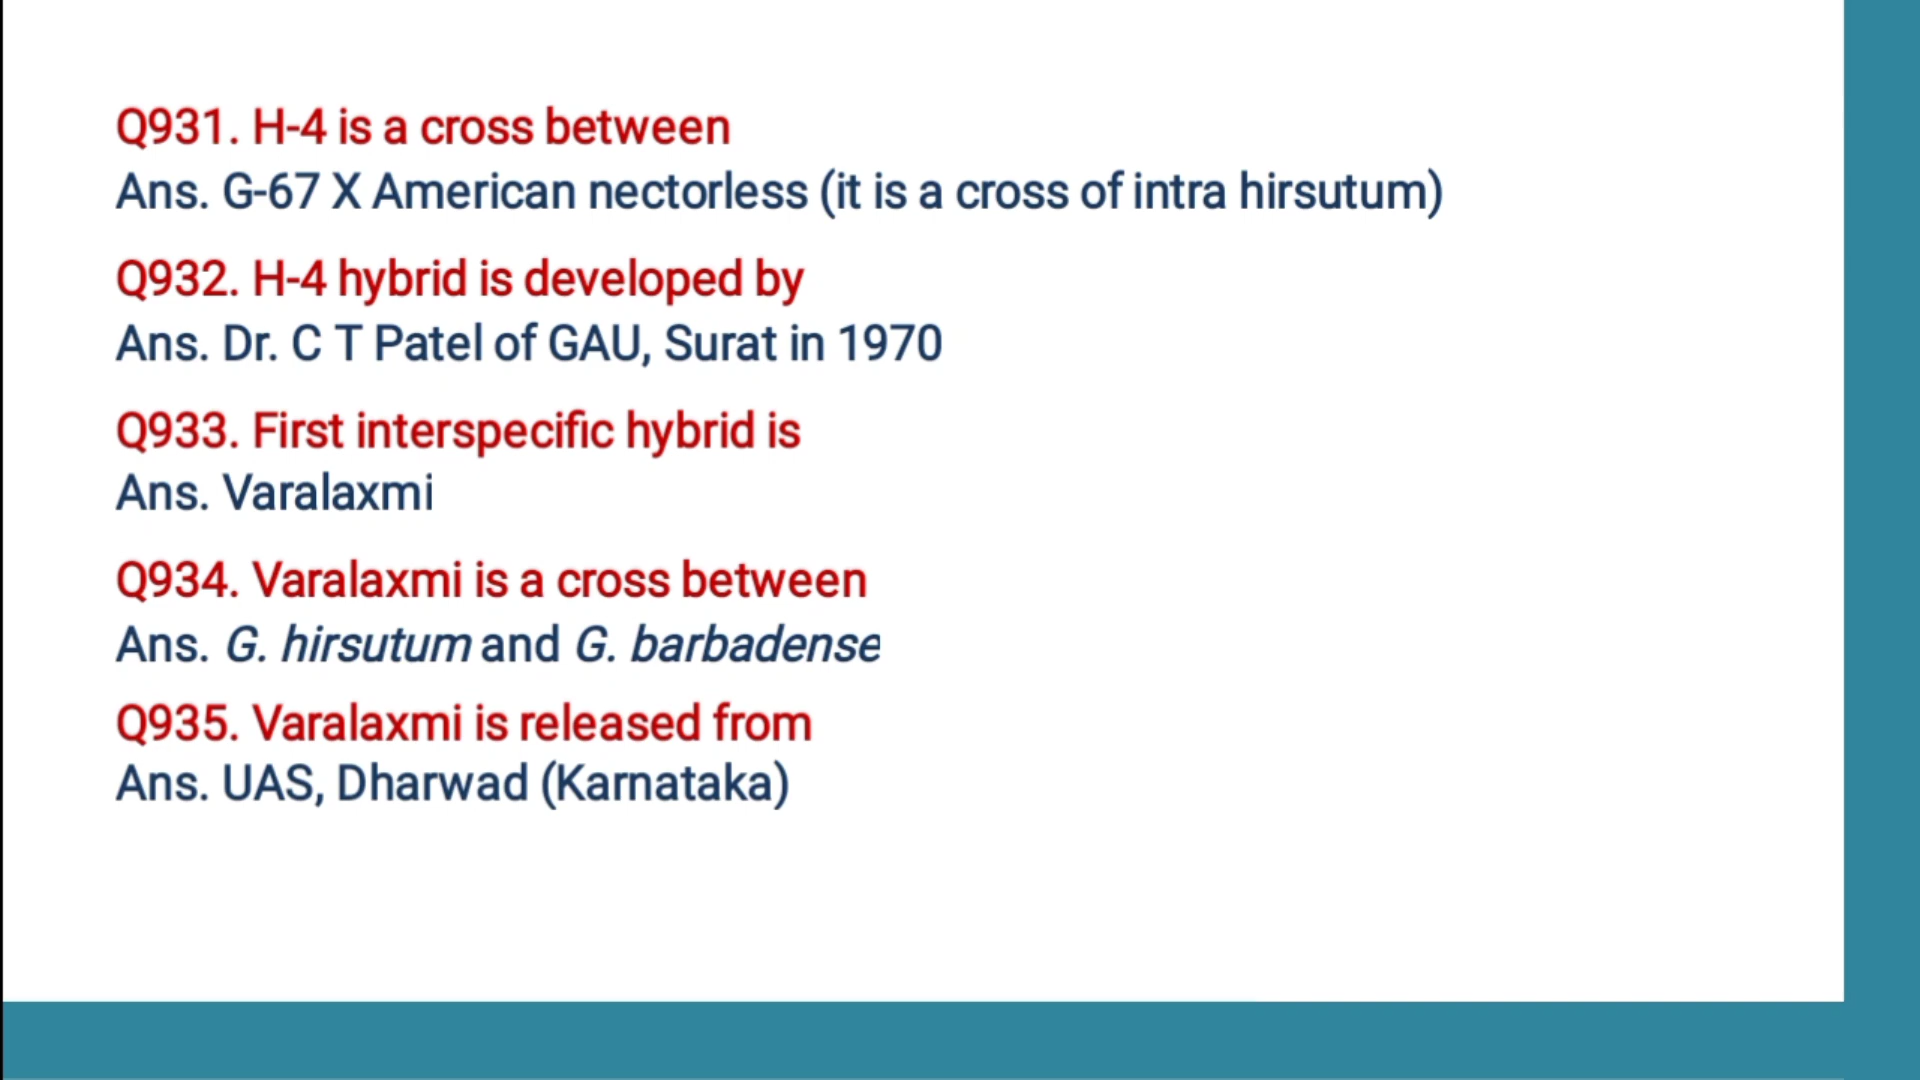 Q931. H-4 is a cross between
Ans. G-67 X American nectorless (it is a cross of intra hirsutum)
Q932. H-4 hybrid is developed by
Ans. Dr. C T Patel of GAU, Surat in 1970
Q933. First interspecific hybrid is
Ans. Varalaxmi
Q934. Varalaxmi is a cross between
Ans. G. hirsutum and G. barbadense
Q935. Varalaxmi is released from
Ans. UAS, Dharwad (Karnataka)